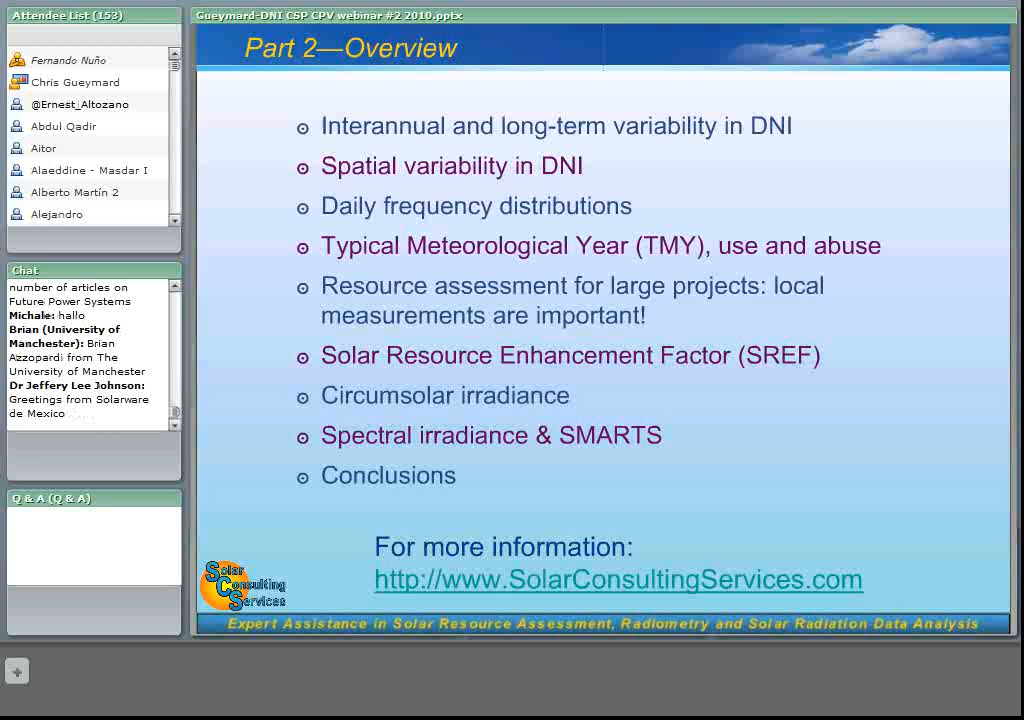 Attendee List (153)
Fernando Nuño
Chris Gueymard
@Ernest_Altozano
Abdul Qadir
Aitor
Alaeddine - Masdar I
Alberto Martín 2
Alejandro
Chat
number of articles on
Future Power Systems
Michale: hallo
Brian (University of
Manchester): Brian
Azzopardi from The
University of Manchester
Dr Jeffery Lee Johnson:
Greetings from Solarware
de Mexico .....
Q & A (Q & A)
Gueymard-DNI CSP CPV webinar #2 2010.pptx
Part 2—Overview
Interannual and long-term variability in DNI
Spatial variability in DNI
Daily frequency distributions
Typical Meteorological Year (TMY), use and abuse
Resource assessment for large projects: local
measurements are important!
Solar Resource Enhancement Factor (SREF)
Circumsolar irradiance
Spectral irradiance & SMARTS
Conclusions
For more information:
http://www.SolarConsultingServices.com
Solar
Consulting
Services
Expert Assistance in Solar Resource Assessment, Radiometry and Solar Radiation Data Analysis